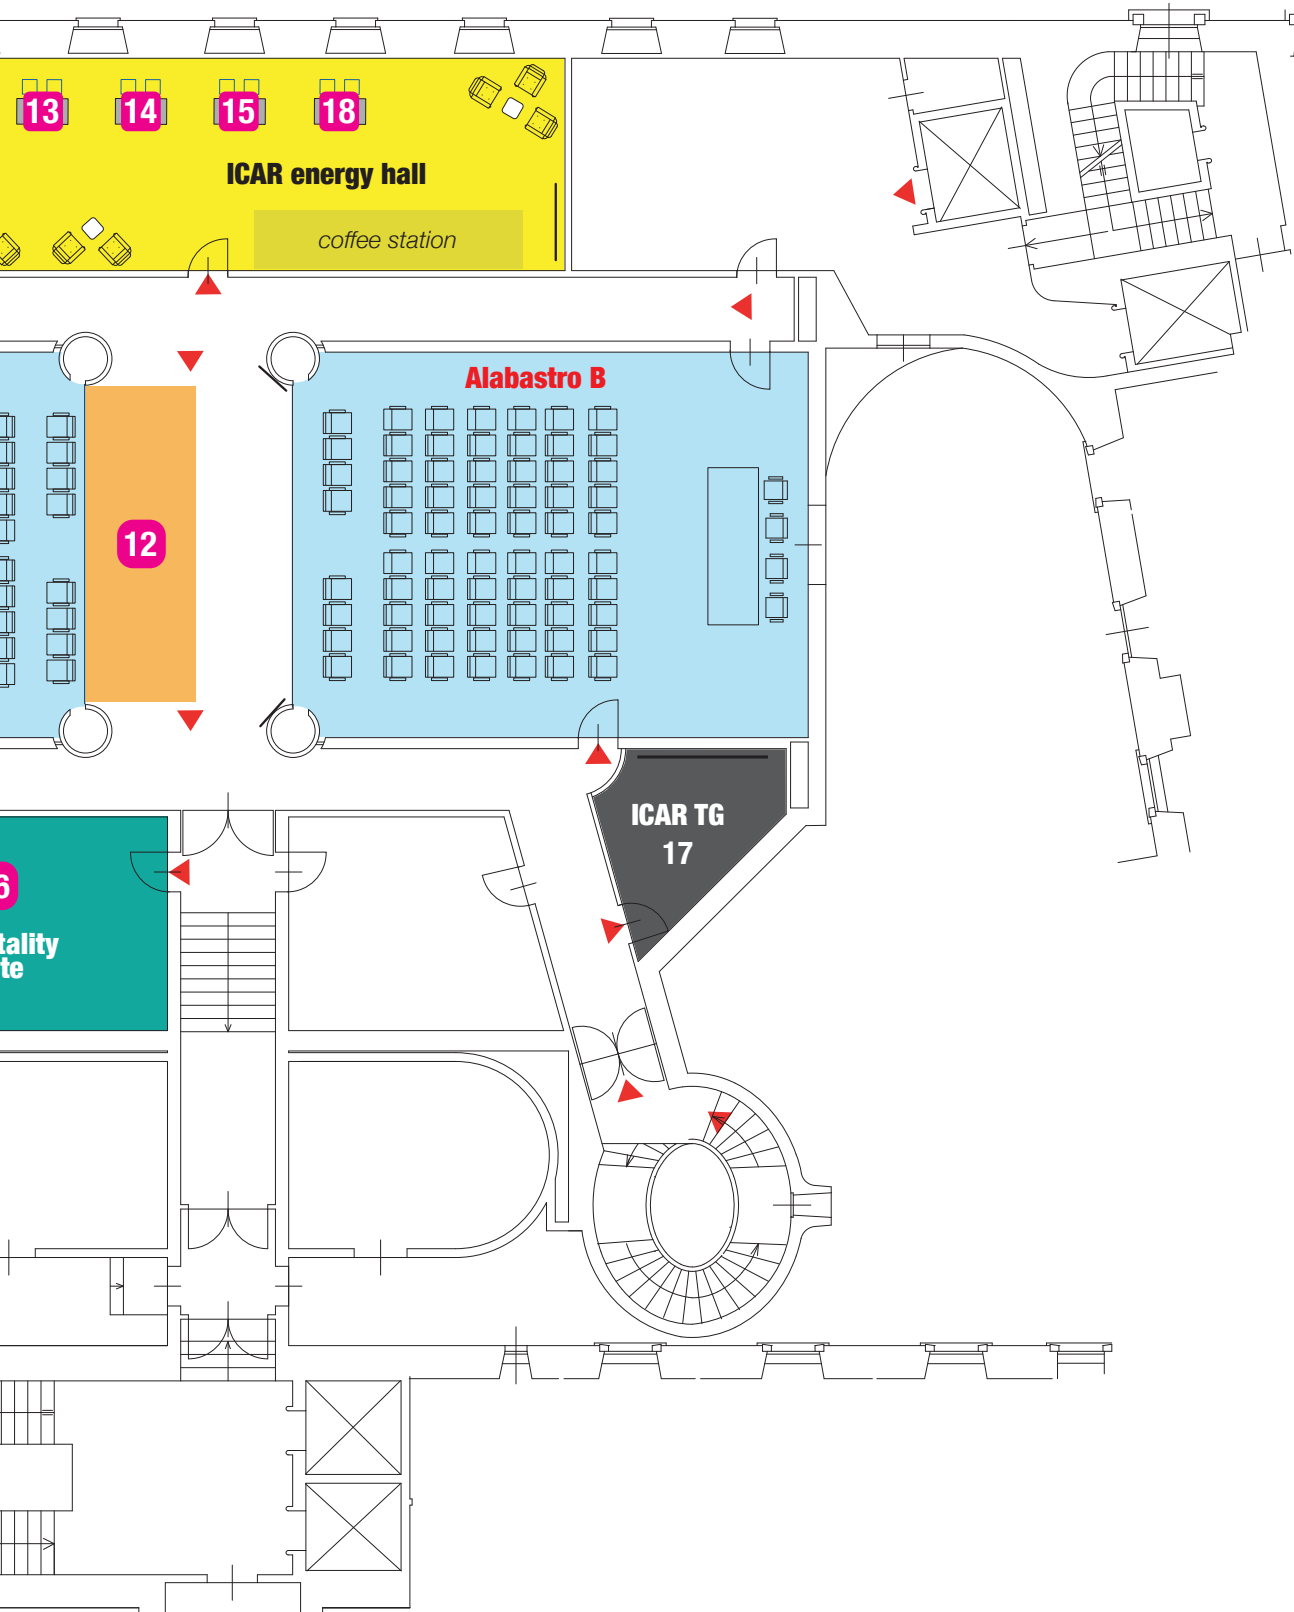 13
14
15
18
ICAR energy hall
coffee station
Alabastro B
12
ICAR TG
17
6
tality
te